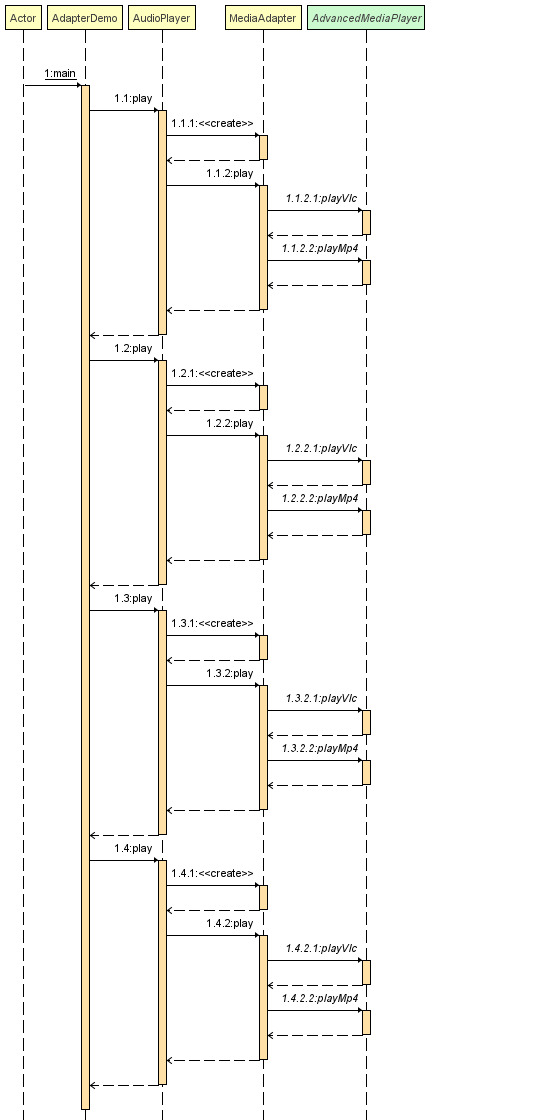 Actor AdapterDemo AudioPlayer MediaAdapter AdvancedMediaPlayer
1:main
1.1:play
1.1.1:<<create>>
1.1.2:play
1.1.2.1:playVlc
1.1.2.2:playMp4
1.2:play
1.2.1:<<create>>
1.2.2:play
1.2.2.1:playVlc
1.2.2.2:playMp4
1.3:play
1.3.1:<<create>>
1.3.2:play
1.3.2.1:playVlc
1.3.2.2:playMp4
1.4:play
1.4.1:<<create>>
1.4.2:play
1.4.2.1:playVlc
1.4.2.2:playMp4